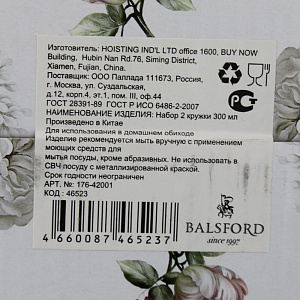 Изготовитель: HOISTING IND'L LTD office 1600, BUY NOW
Building, Hubin Nan Rd.76, Siming District,
Xiamen, Fujian, China.
Поставщик: ООО Паллада 111673, Россия,
г. Москва, ул. Суздальская,
д.12, корп.4, эт.1, пом. III, оф.44
ГОСТ 28391-89 ГОСТ Р ИСО 6486-2-2007
НАИМЕНОВАНИЕ ИЗДЕЛИЯ: Набор 2 кружки 300 мл
Произведено в Китае
Для использования в домашнем обиходе
Изделие рекомендуется мыть вручную с применением
моющих средств для
мытья посуды, кроме абразивных. Не использовать в
СВЧ посуду с металлизированной краской.
Срок годности неограничен
АРТ.: 176-42001
КОД: 46523
4 660087 465237
BALSFORD
since 1997